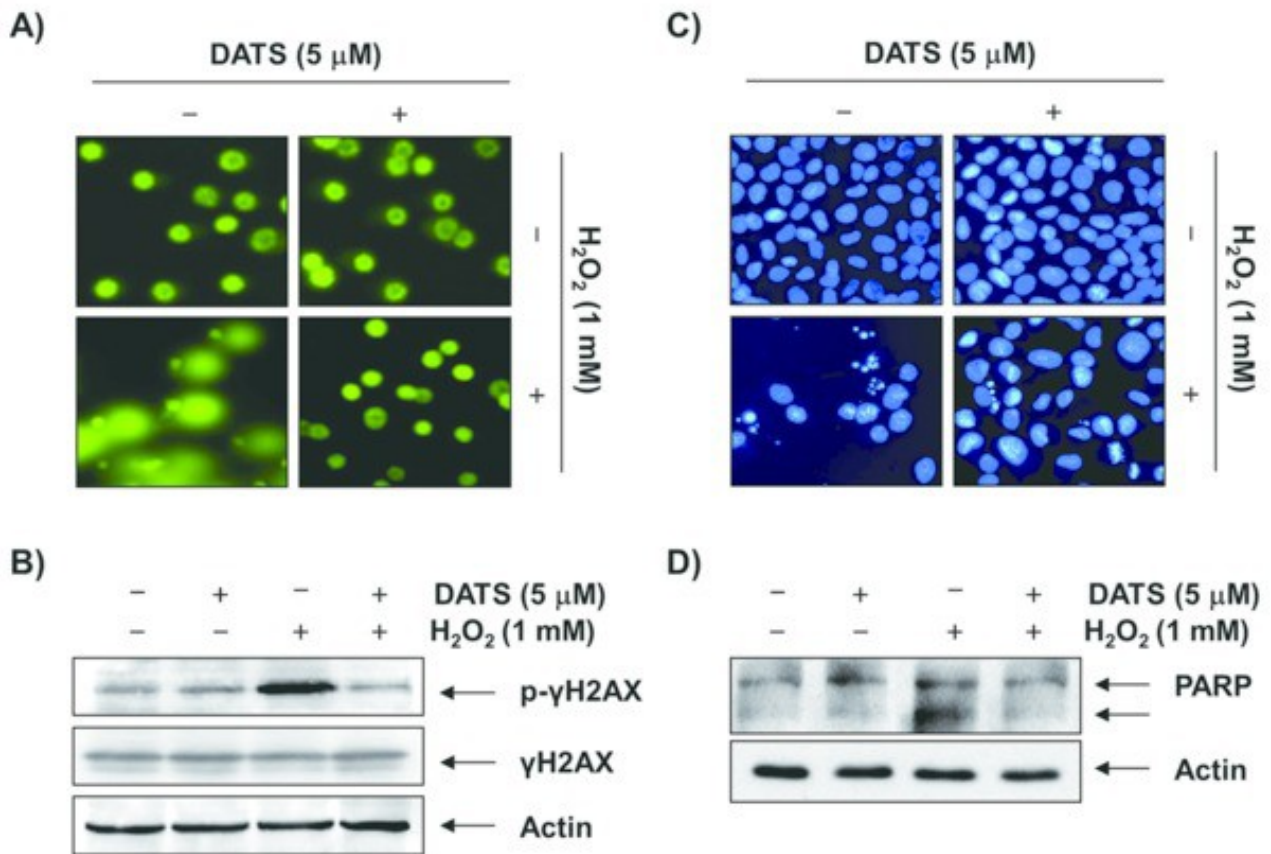 A)
DATS (5 μM)
− +
−
+
H₂O₂ (1 mM)
C)
DATS (5 μM)
− +
−
+
H₂O₂ (1 mM)
B)
− + − + DATS (5 μM)
− − + + H₂O₂ (1 mM)
p-γH2AX
γH2AX
Actin
D)
− + − + DATS (5 μM)
− − + + H₂O₂ (1 mM)
PARP
Actin